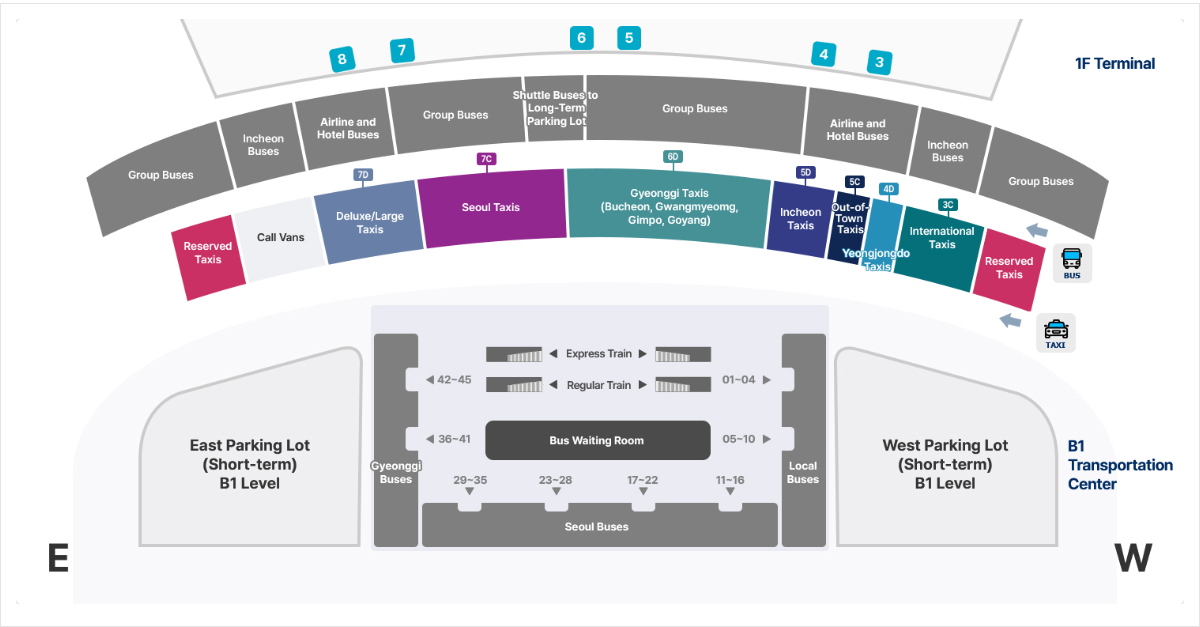 6
5
8
7
4
3
1F Terminal
Group Buses
Incheon
Buses
Airline and
Hotel Buses
Group Buses
Shuttle Buses to
Long-Term
Parking Lot
Group Buses
Airline and
Hotel Buses
Incheon
Buses
Group Buses
7D
7C
6D
5D
5C
4D
3C
Reserved
Taxis
Call Vans
Deluxe/Large
Taxis
Seoul Taxis
Gyeonggi Taxis
(Bucheon, Gwangmyeomg,
Gimpo, Goyang)
Incheon
Taxis
Out-of-
Town
Taxis
Yeongjongdo
Taxis
International
Taxis
Reserved
Taxis
BUS
TAXI
Express Train
Regular Train
42~45
01~04
36~41
Bus Waiting Room
05~10
Gyeonggi
Buses
Local
Buses
29~35
23~28
17~22
11~16
Seoul Buses
East Parking Lot
(Short-term)
B1 Level
West Parking Lot
(Short-term)
B1 Level
B1
Transportation
Center
E
W